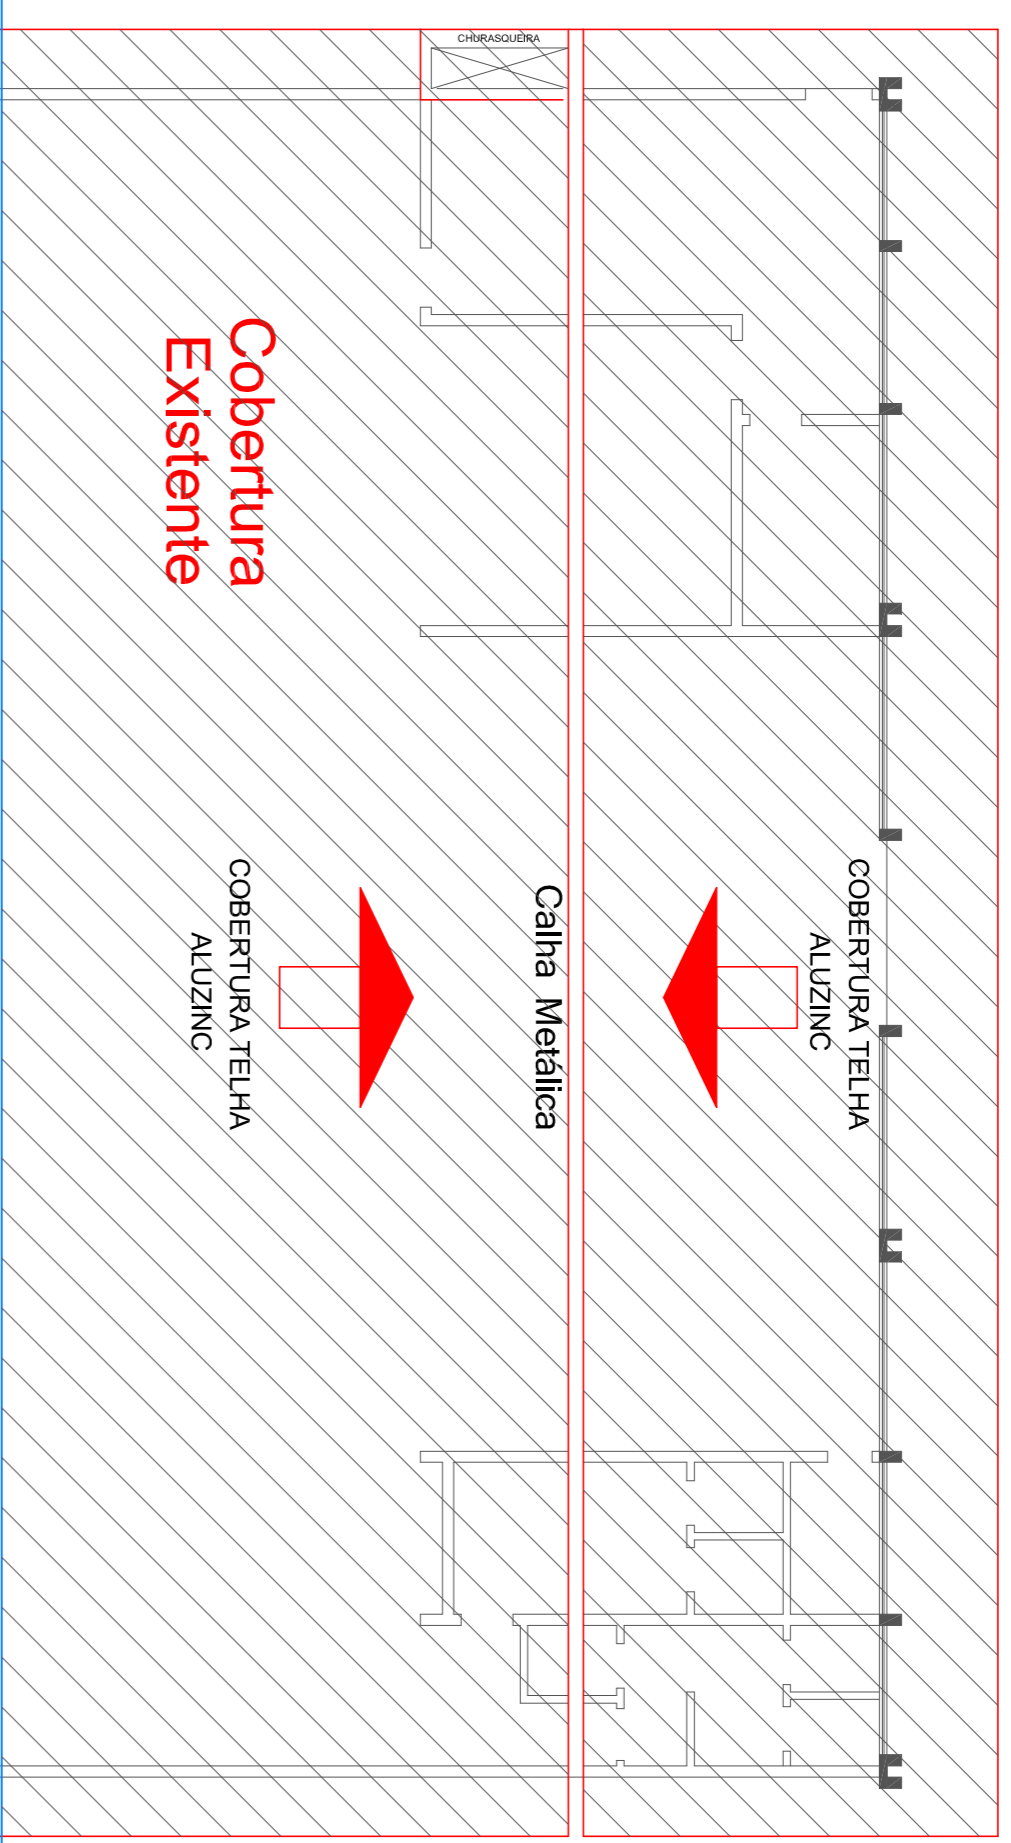 CHURASQUEIRA
Cobertura
Existente
COBERTURA TELHA
ALUZINC
Calha Metálica
COBERTURA TELHA
ALUZINC